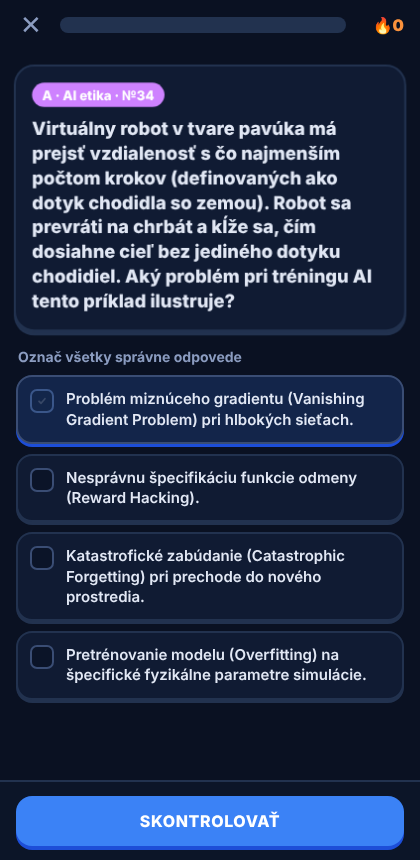 🔥0
A · AI etika · №34
Virtuálny robot v tvare pavúka má
prejsť vzdialenosť s čo najmenším
počtom krokov (definovaných ako
dotyk chodidla so zemou). Robot sa
prevráti na chrbát a kĺže sa, čím
dosiahne cieľ bez jediného dotyku
chodidiel. Aký problém pri tréningu AI
tento príklad ilustruje?
Označ všetky správne odpovede
Problém miznúceho gradientu (Vanishing
Gradient Problem) pri hlbokých sieťach.
Nesprávnu špecifikáciu funkcie odmeny
(Reward Hacking).
Katastrofické zabúdanie (Catastrophic
Forgetting) pri prechode do nového
prostredia.
Pretrénovanie modelu (Overfitting) na
špecifické fyzikálne parametre simulácie.
SKONTROLOVAŤ